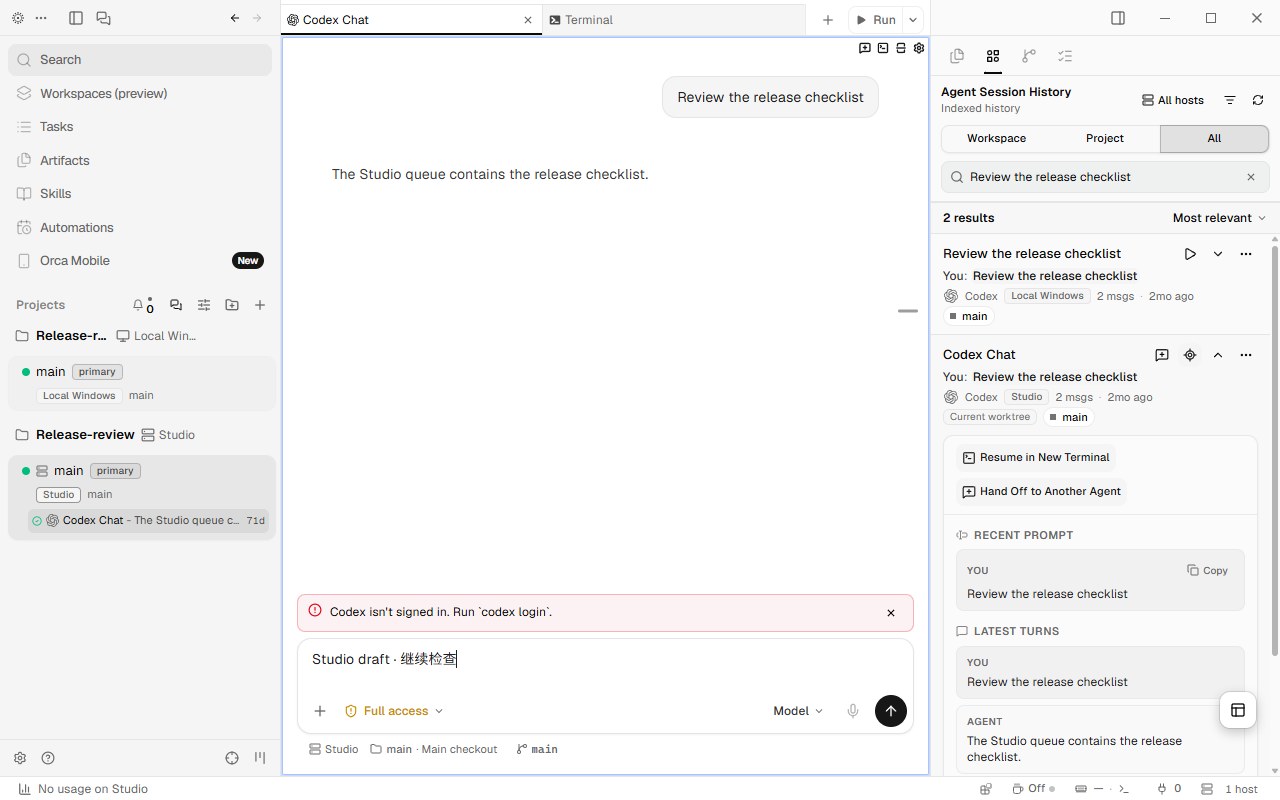 Codex Chat
Terminal
Run
Search
Workspaces (preview)
Tasks
Artifacts
Skills
Automations
Orca Mobile
New
Projects
0
Release-r...
Local Win...
main
primary
Local Windows
main
Release-review
Studio
main
primary
Studio
main
Codex Chat - The Studio queue c...
71d
No usage on Studio
Review the release checklist
The Studio queue contains the release checklist.
Codex isn't signed in. Run `codex login`.
Studio draft · 继续检查
Full access
Model
Studio
main · Main checkout
main
Agent Session History
Indexed history
All hosts
Workspace
Project
All
Review the release checklist
2 results
Most relevant
Review the release checklist
You: Review the release checklist
Codex
Local Windows
2 msgs · 2mo ago
main
Codex Chat
You: Review the release checklist
Codex
Studio
2 msgs · 2mo ago
Current worktree
main
Resume in New Terminal
Hand Off to Another Agent
RECENT PROMPT
YOU
Copy
Review the release checklist
LATEST TURNS
YOU
Review the release checklist
AGENT
The Studio queue contains the release
checklist.
Off
— ·
0
1 host